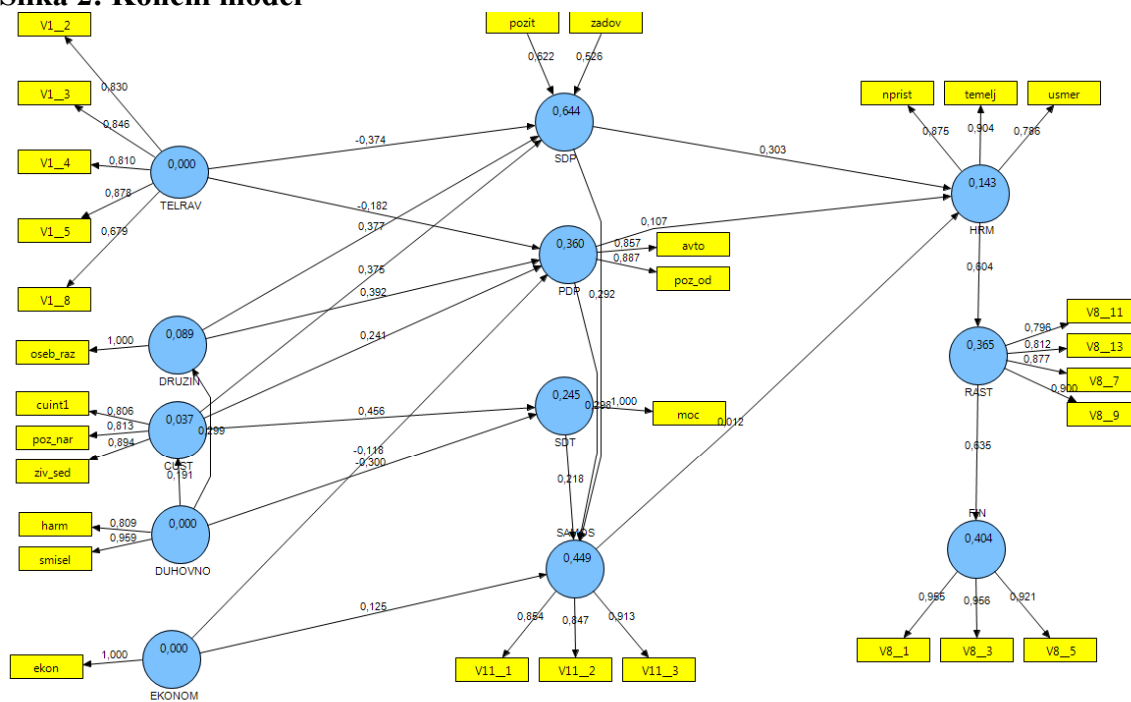 Slika 2: Končni model
V1__2
pozit
zadov
0,622
0,526
0,830
V1__3
0,846
nprist
temelj
usmer
0,644
SDP
0,875
0,904
0,786
-0,374
0,303
V1__4
0,810
0,000
TELRAV
0,878
0,143
HRM
V1__5
0,679
-0,182
0,377
0,107
0,360
PDP
0,857
avto
0,887
poz_od
0,375
0,392
0,292
0,604
V1__8
0,241
0,089
DRUZIN
1,000
oseb_raz
V8__11
0,796
0,812
V8__13
0,365
RAST
0,877
V8__7
0,900
V8__9
cuint1
0,806
0,813
poz_nar
0,894
ziv_sed
0,037
CUST
0,299
0,191
0,456
0,245
SDT
0,298
1,000
moc
0,012
-0,118
-0,300
0,635
0,218
harm
0,809
0,959
smisel
0,000
DUHOVNO
SAMOS
0,449
FIN
0,404
0,125
0,854
0,847
0,913
0,955
0,956
0,921
ekon
1,000
0,000
EKONOM
V11__1
V11__2
V11__3
V8__1
V8__3
V8__5